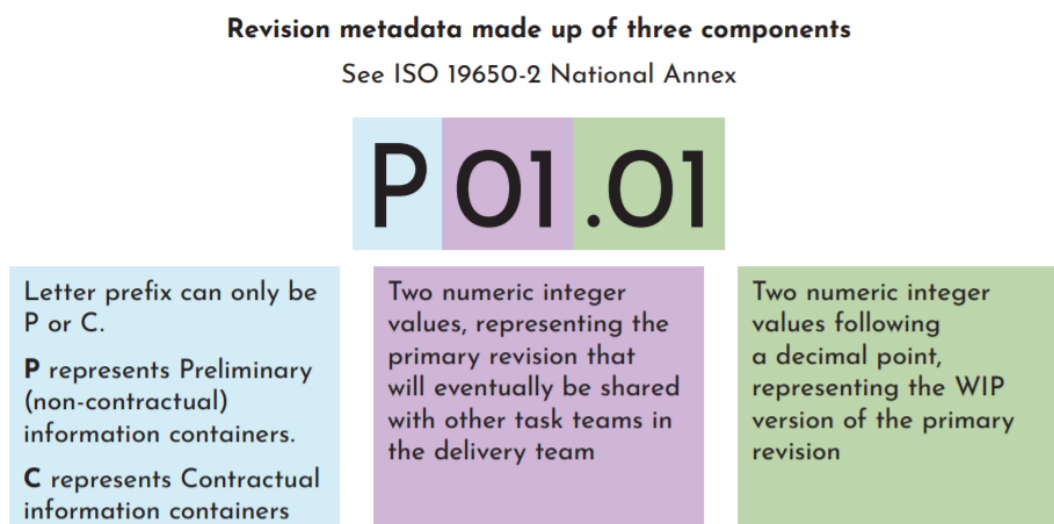 Revision metadata made up of three components
See ISO 19650-2 National Annex
P 01 .01
Letter prefix can only be
P or C.
P represents Preliminary
(non-contractual)
information containers.
C represents Contractual
information containers
Two numeric integer
values, representing the
primary revision that
will eventually be shared
with other task teams in
the delivery team
Two numeric integer
values following
a decimal point,
representing the WIP
version of the primary
revision